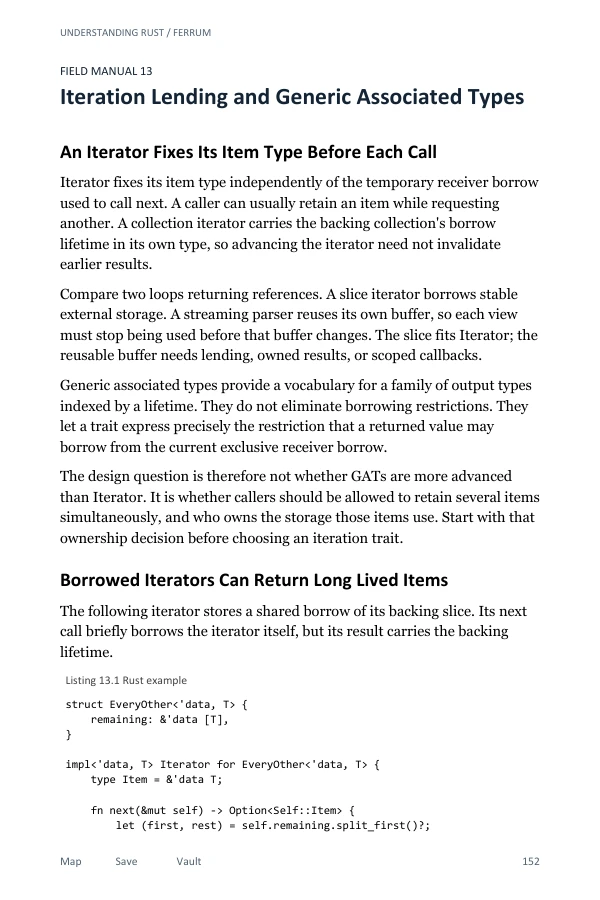 UNDERSTANDING RUST / FERRUM
FIELD MANUAL 13
Iteration Lending and Generic Associated Types
An Iterator Fixes Its Item Type Before Each Call
Iterator fixes its item type independently of the temporary receiver borrow
used to call next. A caller can usually retain an item while requesting
another. A collection iterator carries the backing collection's borrow
lifetime in its own type, so advancing the iterator need not invalidate
earlier results.
Compare two loops returning references. A slice iterator borrows stable
external storage. A streaming parser reuses its own buffer, so each view
must stop being used before that buffer changes. The slice fits Iterator; the
reusable buffer needs lending, owned results, or scoped callbacks.
Generic associated types provide a vocabulary for a family of output types
indexed by a lifetime. They do not eliminate borrowing restrictions. They
let a trait express precisely the restriction that a returned value may
borrow from the current exclusive receiver borrow.
The design question is therefore not whether GATs are more advanced
than Iterator. It is whether callers should be allowed to retain several items
simultaneously, and who owns the storage those items use. Start with that
ownership decision before choosing an iteration trait.
Borrowed Iterators Can Return Long Lived Items
The following iterator stores a shared borrow of its backing slice. Its next
call briefly borrows the iterator itself, but its result carries the backing
lifetime.
Listing 13.1 Rust example
struct EveryOther<'data, T> {
    remaining: &'data [T],
}
impl<'data, T> Iterator for EveryOther<'data, T> {
    type Item = &'data T;
    fn next(&mut self) -> Option<Self::Item> {
        let (first, rest) = self.remaining.split_first()?;
Map Save Vault 152